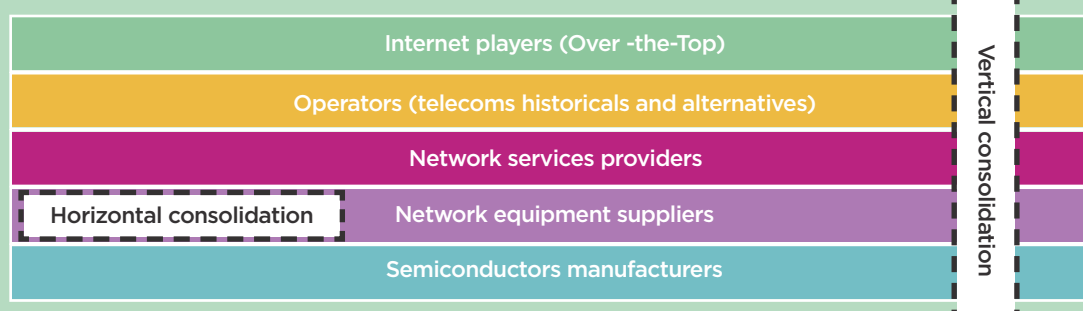 Internet players (Over -the-Top)
Operators (telecoms historicals and alternatives)
Network services providers
Horizontal consolidation
Network equipment suppliers
Semiconductors manufacturers
Vertical consolidation